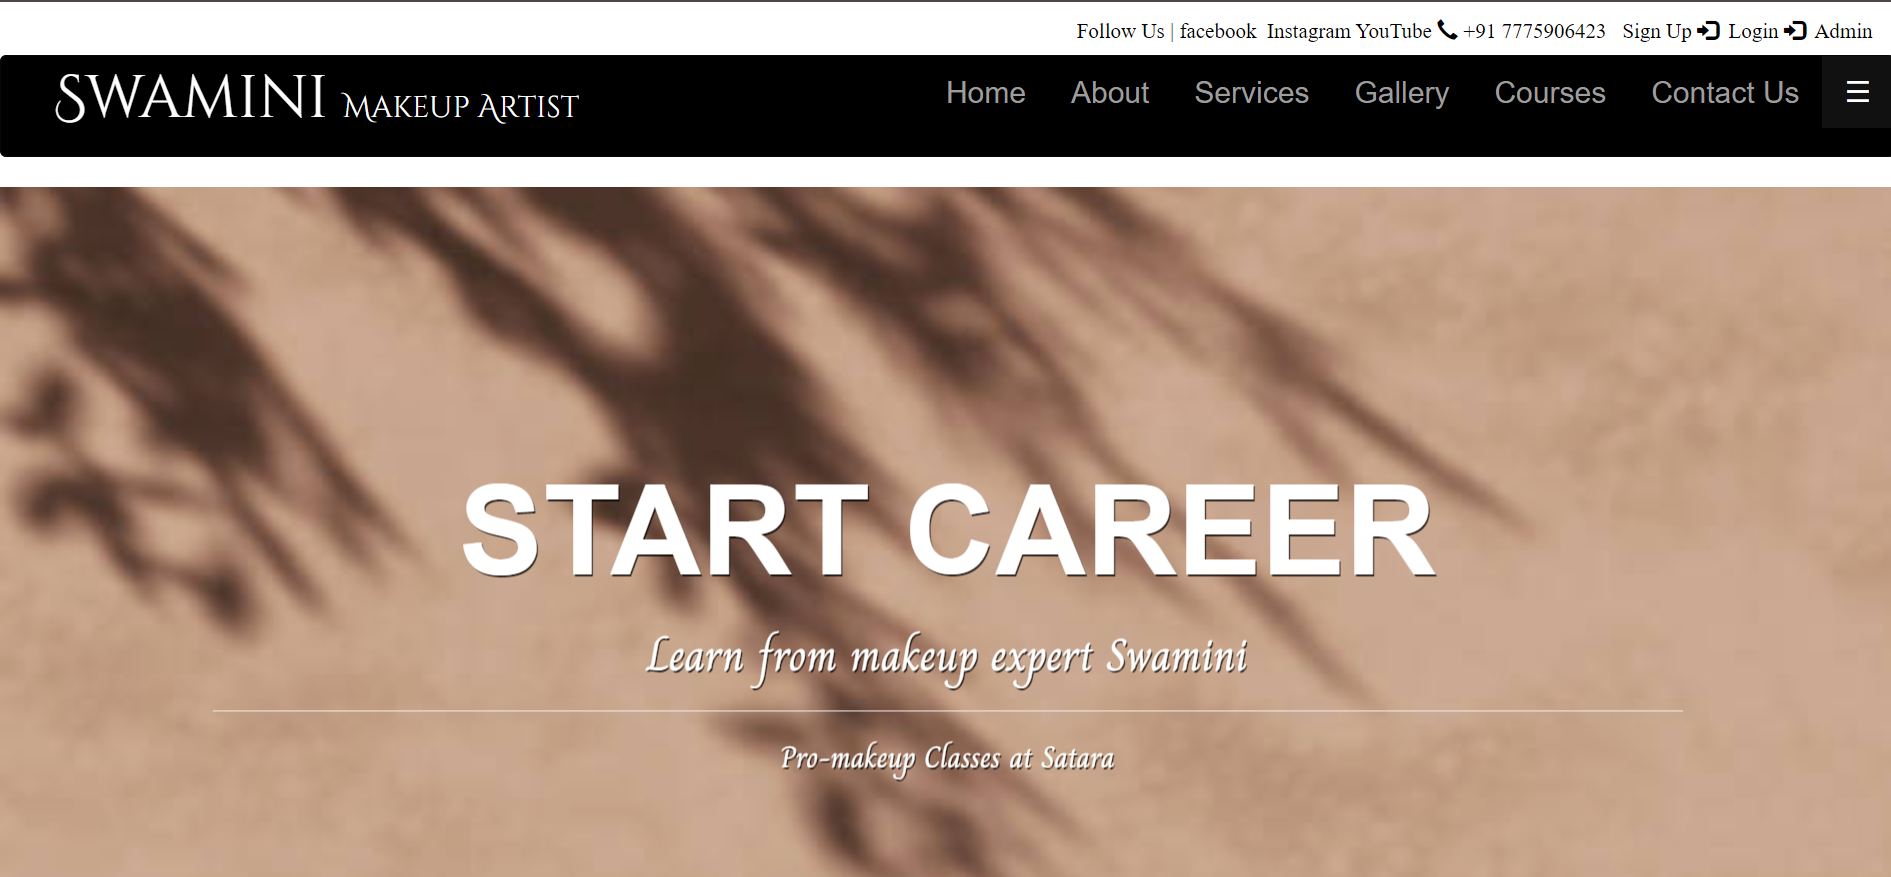 Follow Us | facebook Instagram YouTube +91 7775906423 Sign Up Login Admin
SWAMINI MAKEUP ARTIST Home About Services Gallery Courses Contact Us
START CAREER
Learn from makeup expert Swamini
Pro-makeup Classes at Satara